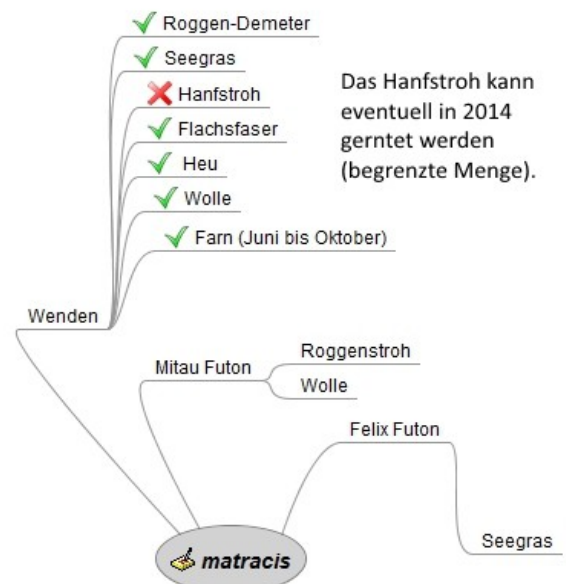 Roggen-Demeter
Seegras
Hanfstroh
Flachsfaser
Heu
Wolle
Farn (Juni bis Oktober)
Das Hanfstroh kann
eventuell in 2014
gerntet werden
(begrenzte Menge).
Wenden
Mitau Futon
Roggenstroh
Wolle
Felix Futon
Seegras
matracis